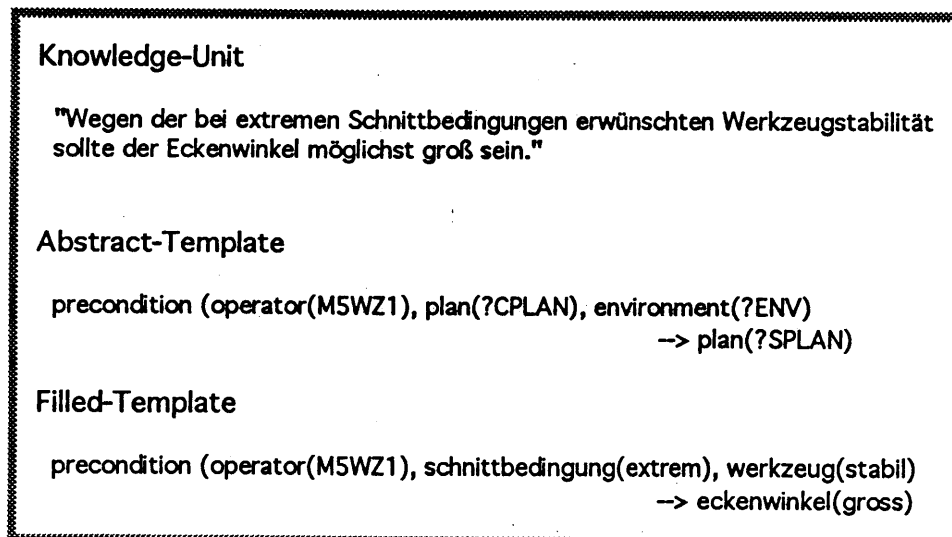 Knowledge-Unit
"Wegen der bei extremen Schnittbedingungen erwünschten Werkzeugstabilität
sollte der Eckenwinkel möglichst groß sein."
Abstract-Template
precondition (operator(M5WZ1), plan(?CPLAN), environment(?ENV)
--> plan(?SPLAN)
Filled-Template
precondition (operator(M5WZ1), schnittbedingung(extrem), werkzeug(stabil)
--> eckenwinkel(gross)